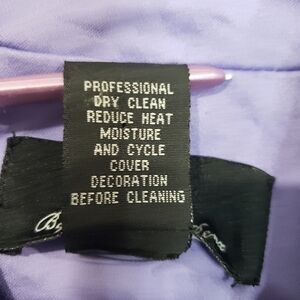 PROFESSIONAL
DRY CLEAN
REDUCE HEAT
MOISTURE
AND CYCLE
COVER
DECORATION
BEFORE CLEANING